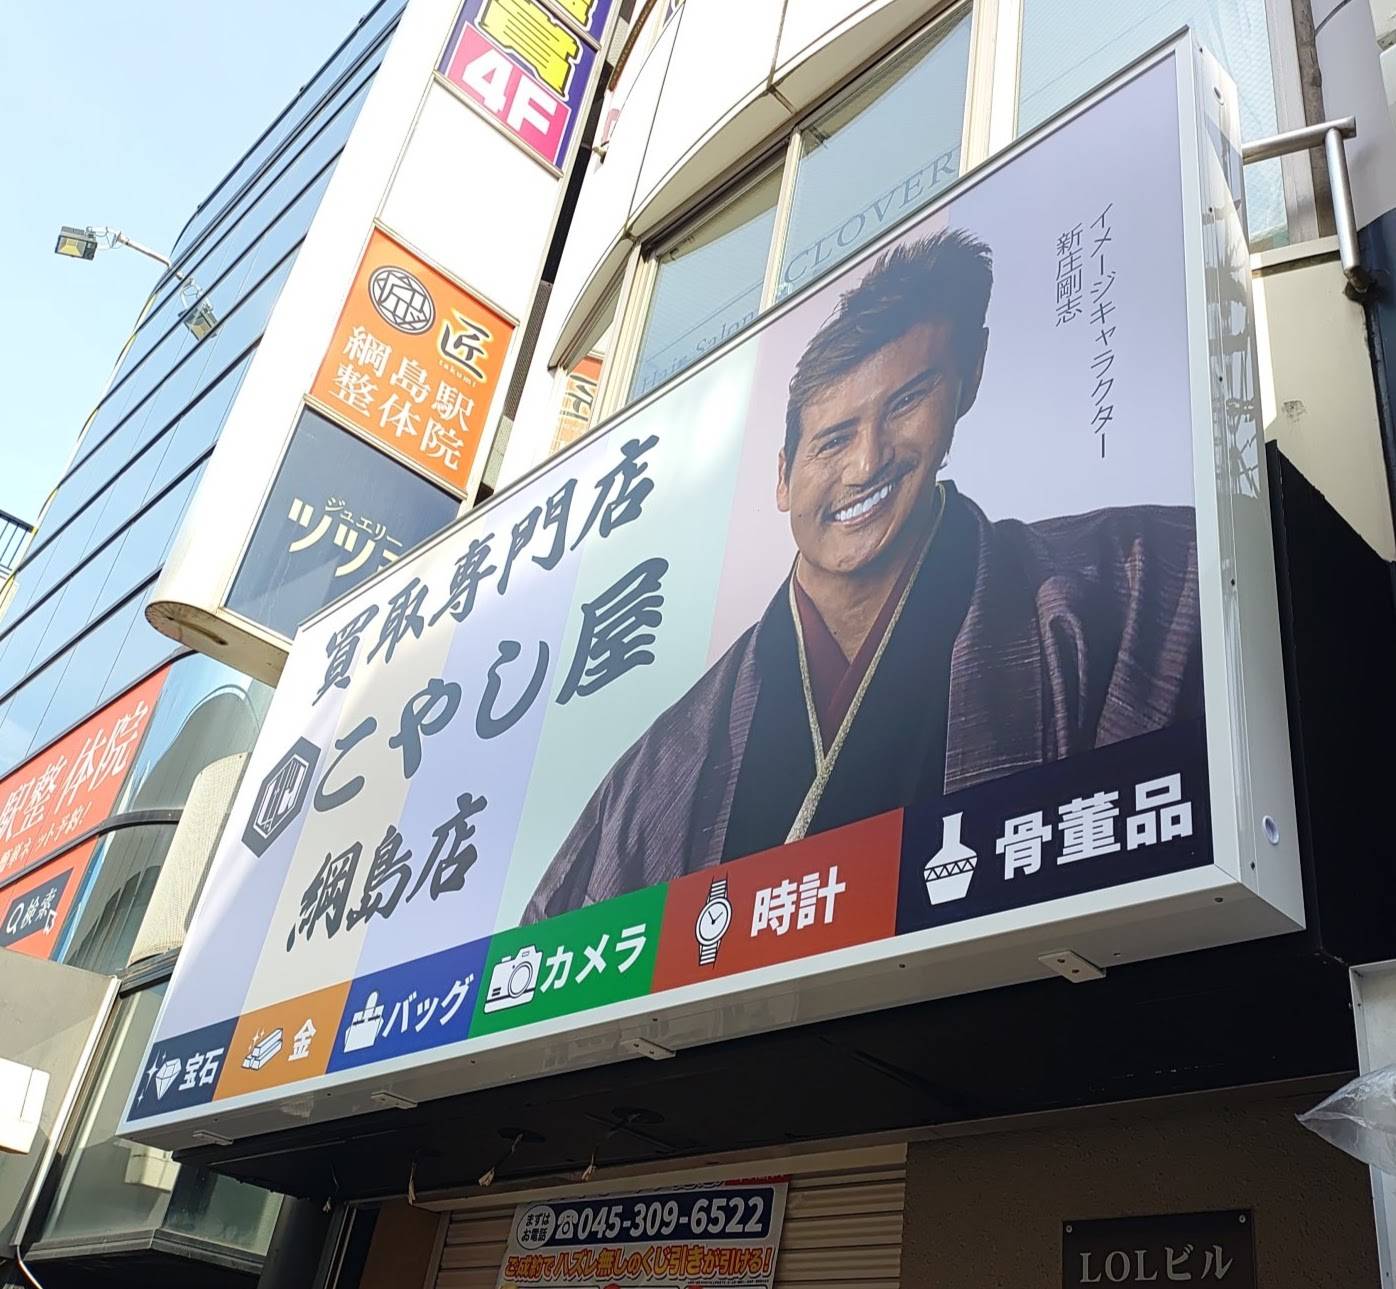 4F
匠
takumi
綱島駅
整体院
ジュエリー
CLOVER
Hair Salon
イメージキャラクター
新庄剛志
買取専門店
こやし屋
綱島店
宝石
金
バッグ
カメラ
時計
骨董品
整体院
検索
まずは
お電話
045-309-6522
ご成約でハズレ無しのくじ引きが引ける!
LOLビル